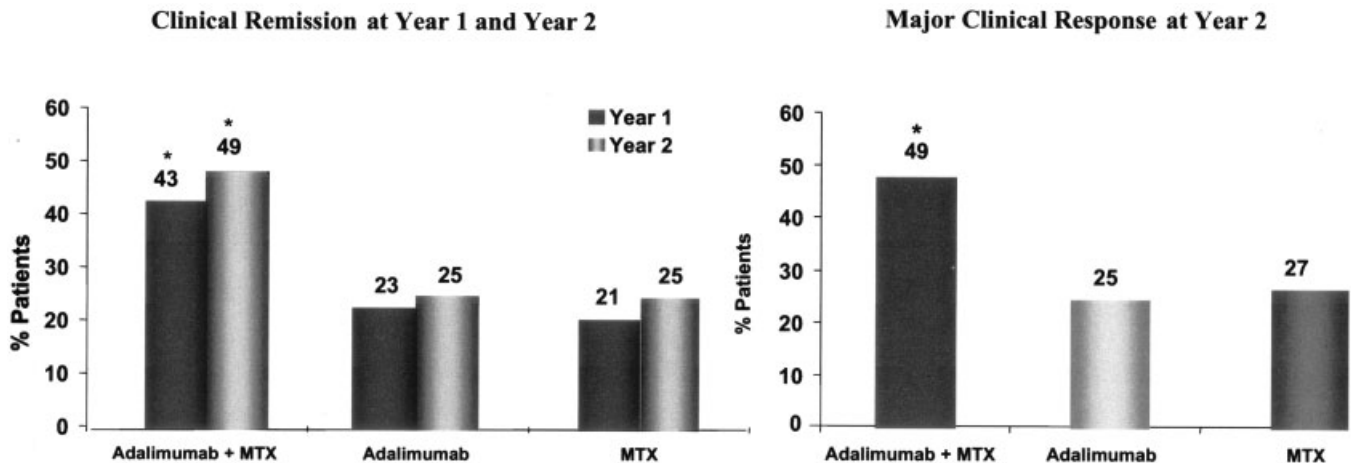 Clinical Remission at Year 1 and Year 2
% Patients
60
50
40
30
20
10
0
Year 1
Year 2
*
43
*
49
23
25
21
25
Adalimumab + MTX
Adalimumab
MTX
Major Clinical Response at Year 2
% Patients
60
50
40
30
20
10
0
*
49
25
27
Adalimumab + MTX
Adalimumab
MTX